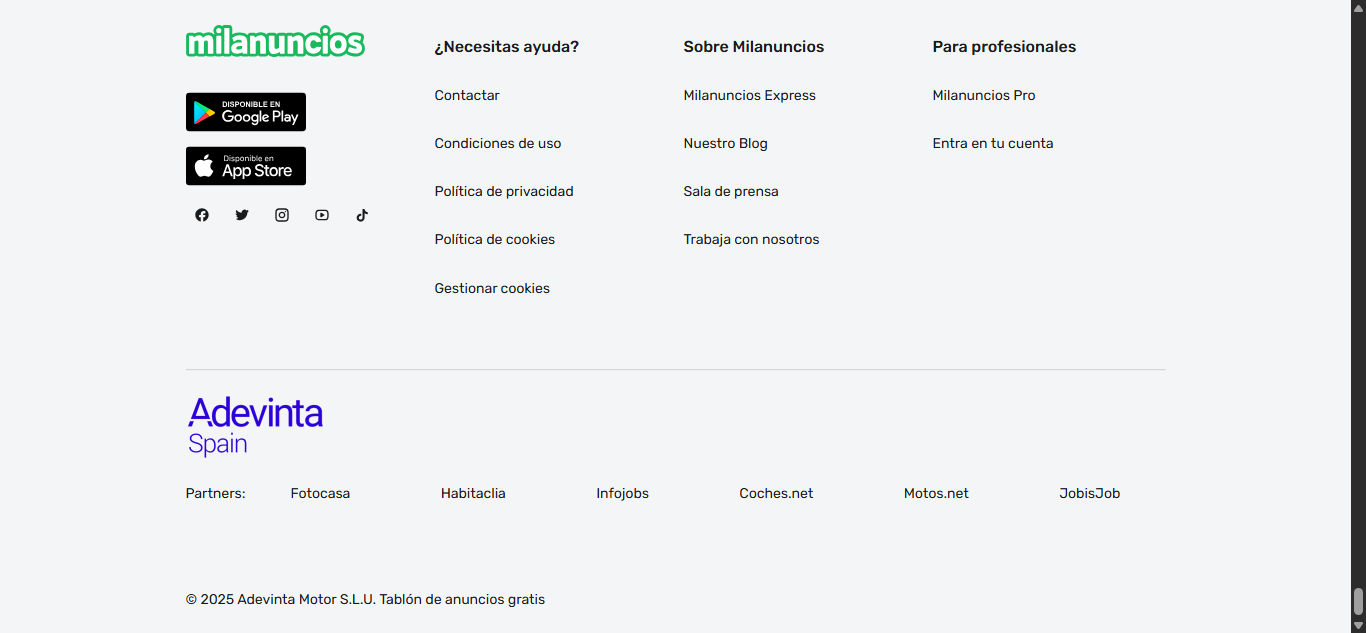 milanuncios
DISPONIBLE EN
Google Play
Disponible en
App Store
¿Necesitas ayuda?
Contactar
Condiciones de uso
Política de privacidad
Política de cookies
Gestionar cookies
Sobre Milanuncios
Milanuncios Express
Nuestro Blog
Sala de prensa
Trabaja con nosotros
Para profesionales
Milanuncios Pro
Entra en tu cuenta
Adevinta
Spain
Partners: Fotocasa Habitaclia Infojobs Coches.net Motos.net JobisJob
© 2025 Adevinta Motor S.L.U. Tablón de anuncios gratis